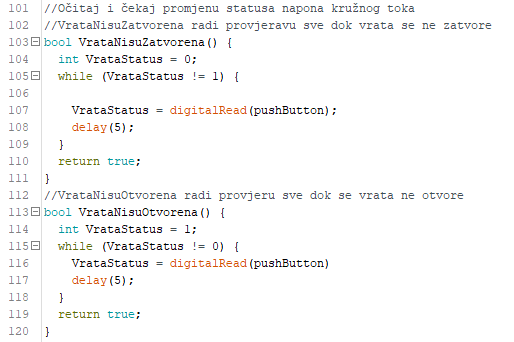 101 //Očitaj i čekaj promjenu statusa napona kružnog toka
102 //VrataNisuZatvorena radi provjeravu sve dok vrata se ne zatvore
103 bool VrataNisuZatvorena() {
104   int VrataStatus = 0;
105   while (VrataStatus != 1) {
106
107     VrataStatus = digitalRead(pushButton);
108     delay(5);
109   }
110   return true;
111 }
112 //VrataNisuOtvorena radi provjeru sve dok se vrata ne otvore
113 bool VrataNisuOtvorena() {
114   int VrataStatus = 1;
115   while (VrataStatus != 0) {
116     VrataStatus = digitalRead(pushButton)
117     delay(5);
118   }
119   return true;
120 }